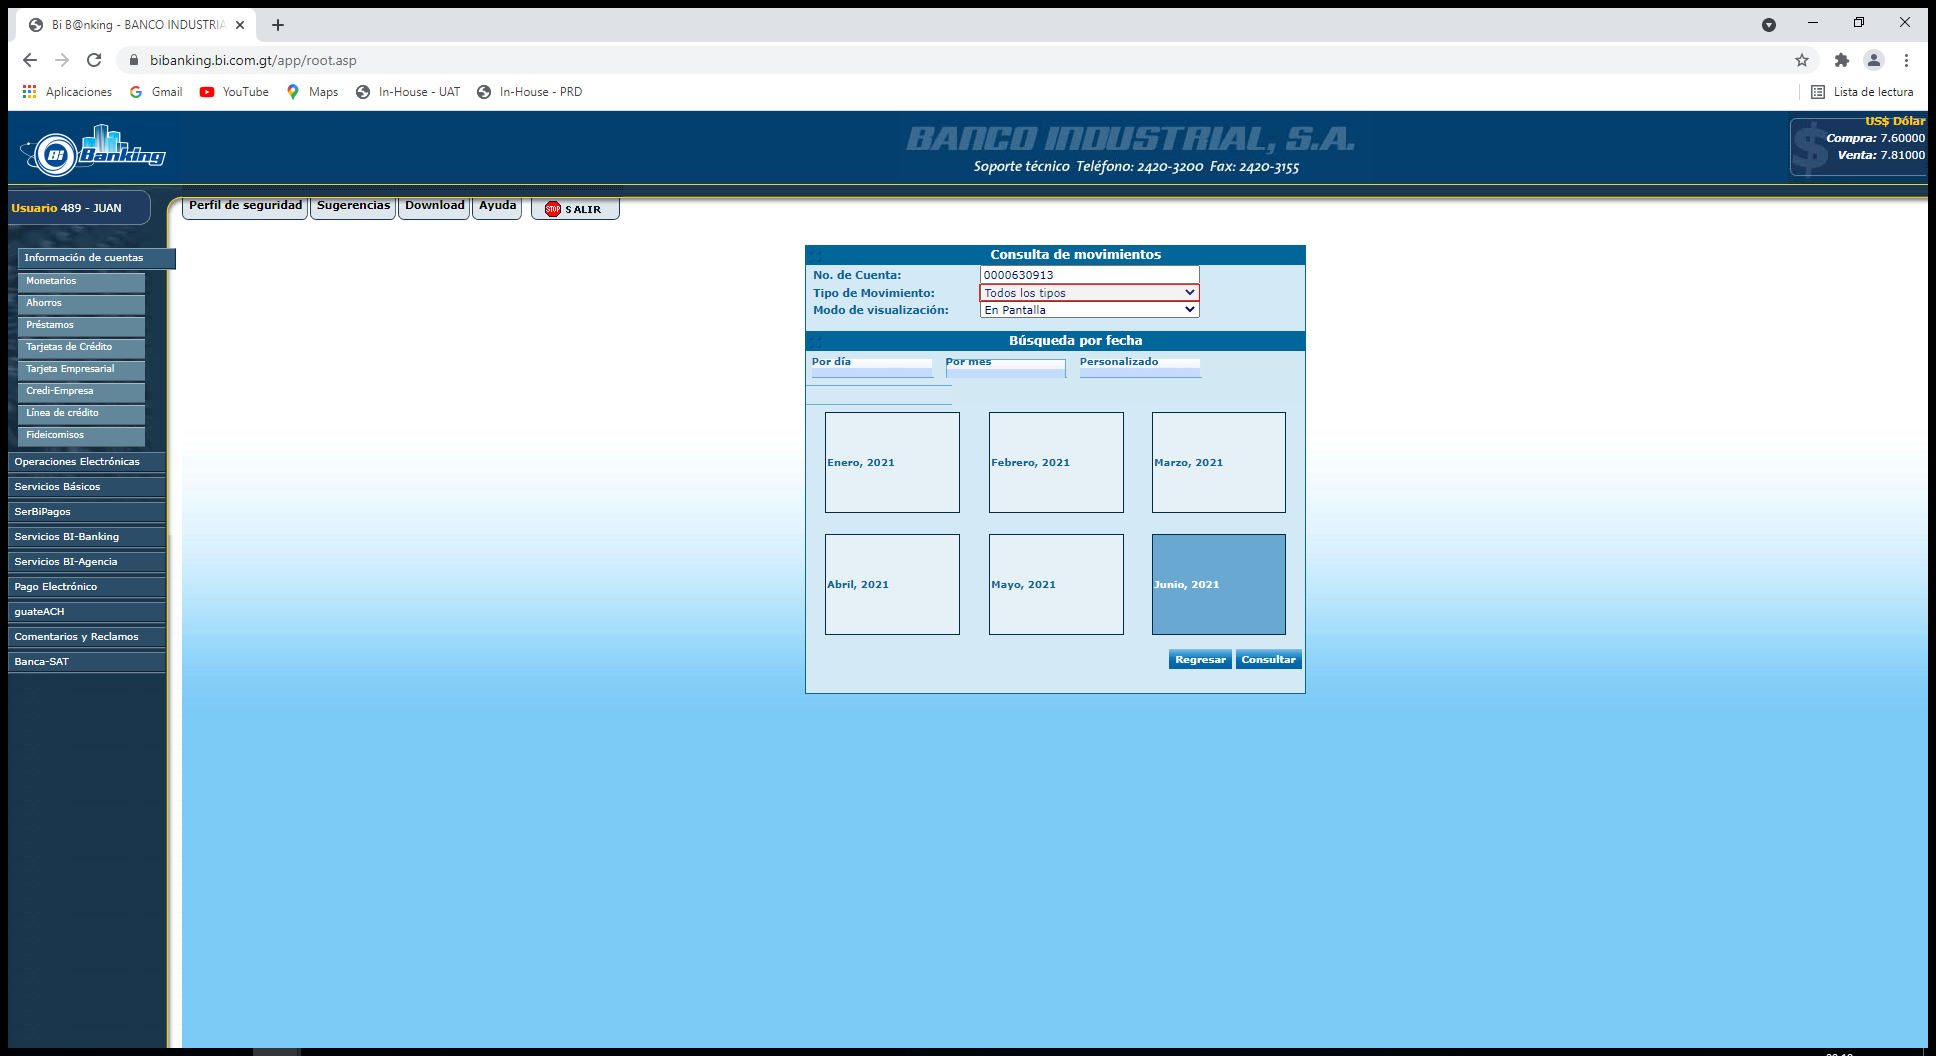 Bi B@nking - BANCO INDUSTRIA
bibanking.bi.com.gt/app/root.asp
Aplicaciones Gmail YouTube Maps In-House - UAT In-House - PRD Lista de lectura
Bi Banking
BANCO INDUSTRIAL, S.A.
Soporte técnico Teléfono: 2420-3200 Fax: 2420-3155
US$ Dólar
Compra: 7.60000
Venta: 7.81000
Usuario 489 - JUAN
Perfil de seguridad Sugerencias Download Ayuda STOP SALIR
Información de cuentas
Monetarios
Ahorros
Préstamos
Tarjetas de Crédito
Tarjeta Empresarial
Credi-Empresa
Línea de crédito
Fideicomisos
Operaciones Electrónicas
Servicios Básicos
SerBiPagos
Servicios BI-Banking
Servicios BI-Agencia
Pago Electrónico
guateACH
Comentarios y Reclamos
Banca-SAT
Consulta de movimientos
No. de Cuenta: 0000630913
Tipo de Movimiento: Todos los tipos
Modo de visualización: En Pantalla
Búsqueda por fecha
Por día Por mes Personalizado
Enero, 2021 Febrero, 2021 Marzo, 2021
Abril, 2021 Mayo, 2021 Junio, 2021
Regresar Consultar